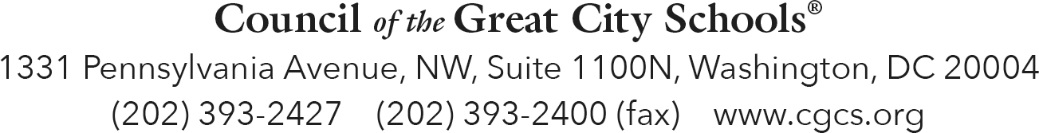 Council of the Great City Schools®
1331 Pennsylvania Avenue, NW, Suite 1100N, Washington, DC 20004
(202) 393-2427 (202) 393-2400 (fax) www.cgcs.org